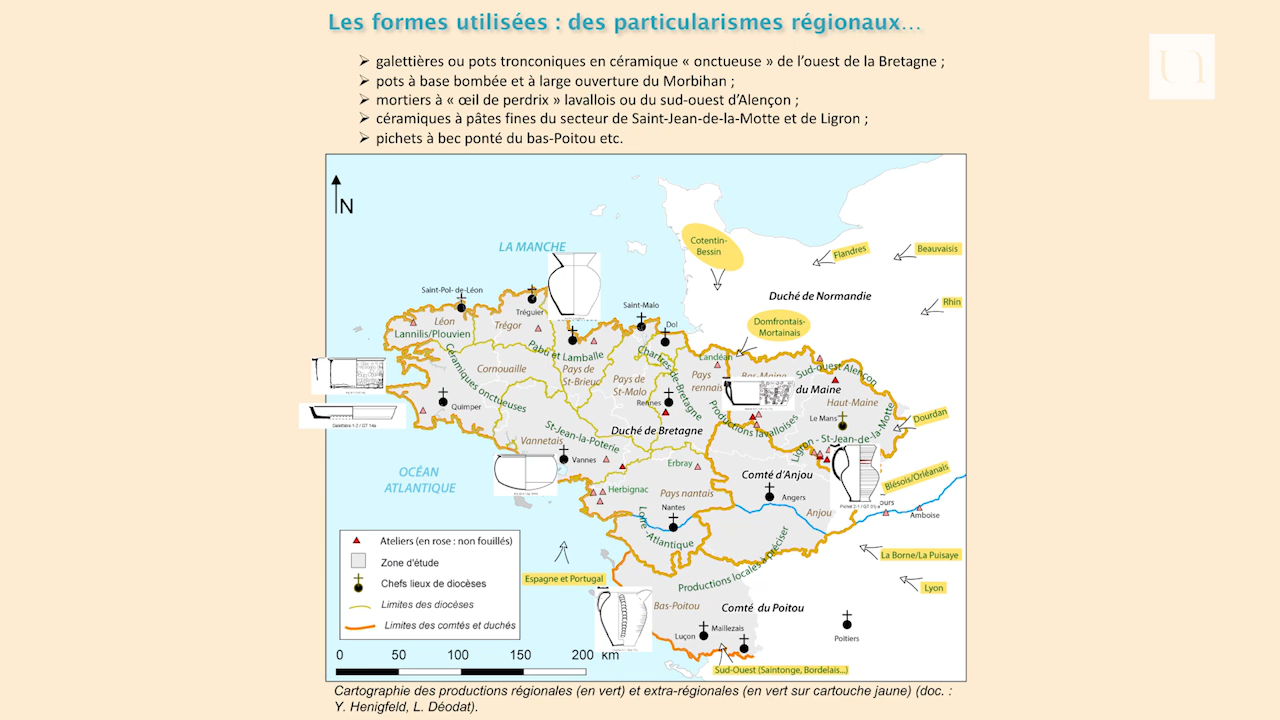 Les formes utilisées : des particularismes régionaux…
➢ galettières ou pots tronconiques en céramique « onctueuse » de l’ouest de la Bretagne ;
➢ pots à base bombée et à large ouverture du Morbihan ;
➢ mortiers à « œil de perdrix » lavallois ou du sud-ouest d’Alençon ;
➢ céramiques à pâtes fines du secteur de Saint-Jean-de-la-Motte et de Ligron ;
➢ pichets à bec ponté du bas-Poitou etc.
N
LA MANCHE
Cotentin-
Bessin
Flandres
Beauvaisis
Rhin
Duché de Normandie
Domfrontais-
Mortainais
Saint-Pol- de-Léon
Tréguier
Saint-Malo
Dol
Léon
Trégor
Lannilis/Plouvien
Pabu et Lamballe
Chartres-de-Bretagne
Landéan
Céramiques onctueuses
Cornouaille
Pays de
St-Brieuc
Pays de
St-Malo
Pays
rennais
Bas-Maine
Sud-ouest Alençon
du Maine
Haut-Maine
Quimper
Rennes
Le Mans
Dourdan
Galettière 1-2 / GT 14a
Duché de Bretagne
Productions lavalloises
Ligron - St-Jean-de-la-Motte
Vannetais
St-Jean-la-Poterie
Vannes
Erbray
Comté d’Anjou
Blésois/Orléanais
OCÉAN
ATLANTIQUE
Herbignac
Pays nantais
Angers
Anjou
ours
Amboise
Nantes
Loire-Atlantique
Productions locales à préciser
La Borne/La Puisaye
Lyon
Espagne et Portugal
Bas-Poitou
Comté du Poitou
Luçon
Maillezais
Poitiers
Sud-Ouest (Saintonge, Bordelais...)
Ateliers (en rose : non fouillés)
Zone d'étude
Chefs lieux de diocèses
Limites des diocèses
Limites des comtés et duchés
0 50 100 150 200 km
Cartographie des productions régionales (en vert) et extra-régionales (en vert sur cartouche jaune) (doc. :
Y. Henigfeld, L. Déodat).